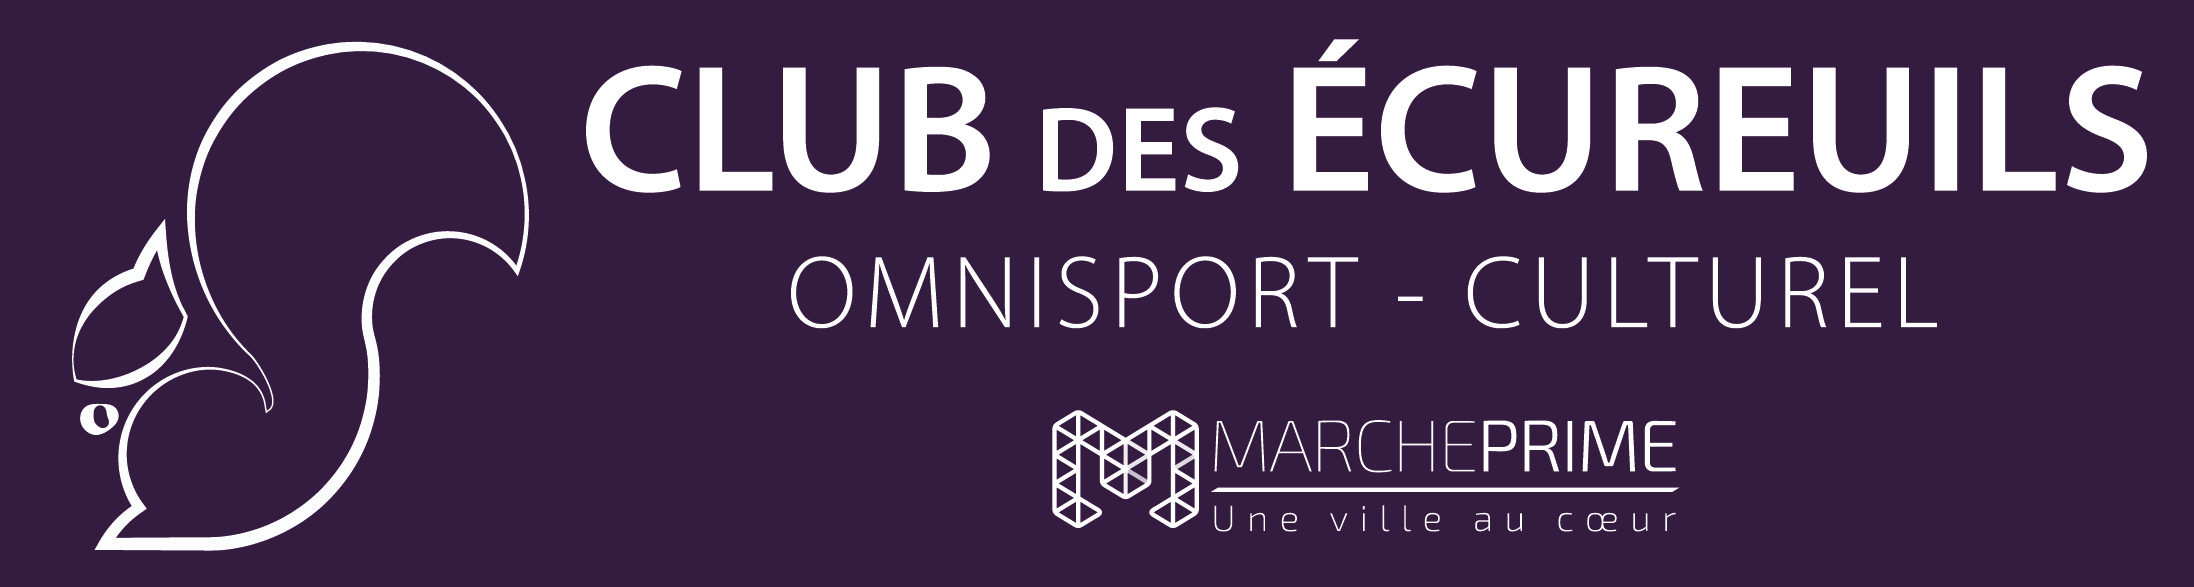 CLUB DES ÉCUREUILS
OMNISPORT - CULTUREL
MARCHEPRIME
Une ville au cœur